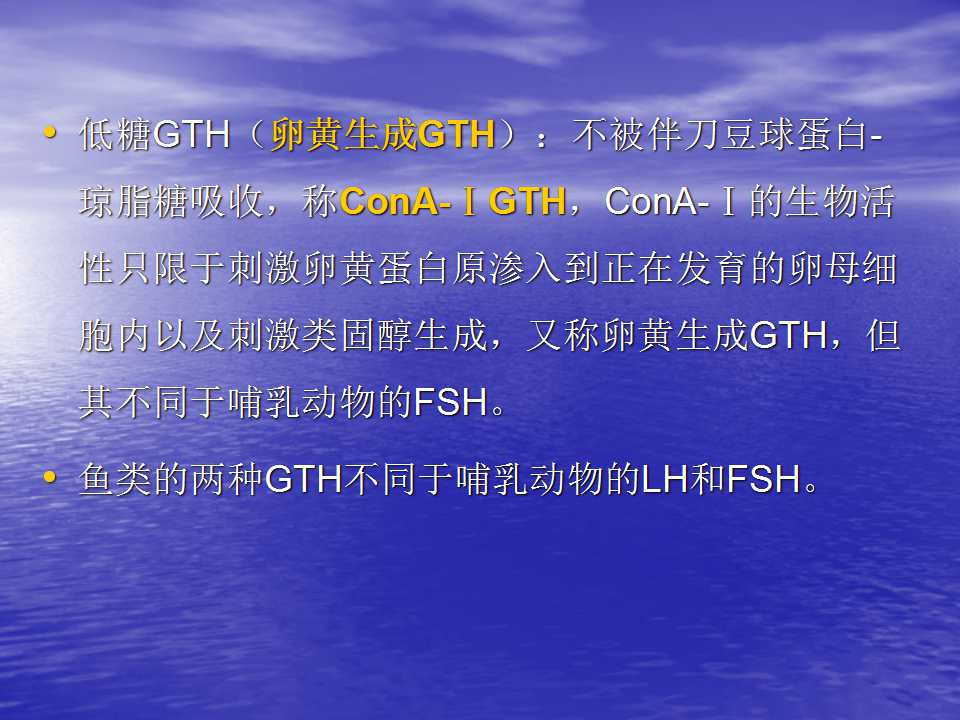 • 低糖GTH（卵黄生成GTH）：不被伴刀豆球蛋白-
琼脂糖吸收，称ConA-ⅠGTH，ConA-Ⅰ的生物活
性只限于刺激卵黄蛋白原渗入到正在发育的卵母细
胞内以及刺激类固醇生成，又称卵黄生成GTH，但
其不同于哺乳动物的FSH。
• 鱼类的两种GTH不同于哺乳动物的LH和FSH。